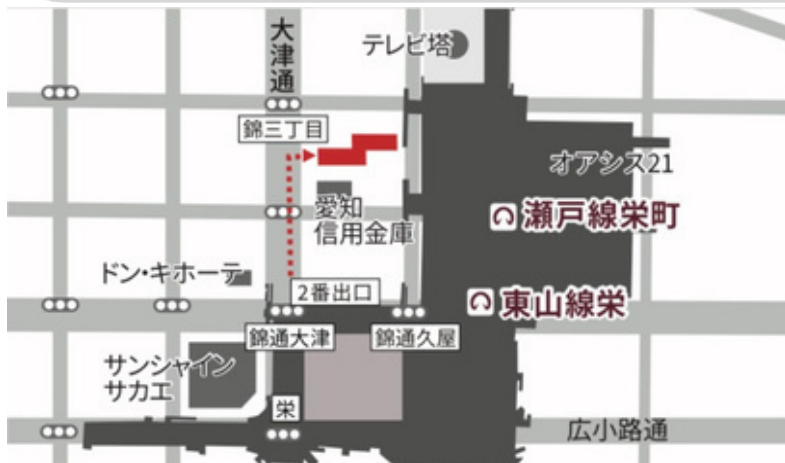 大津通
テレビ塔
錦三丁目
オアシス21
愛知
信用金庫
瀬戸線栄町
ドン・キホーテ
2番出口
東山線栄
錦通大津
錦通久屋
サンシャイン
サカエ
栄
広小路通